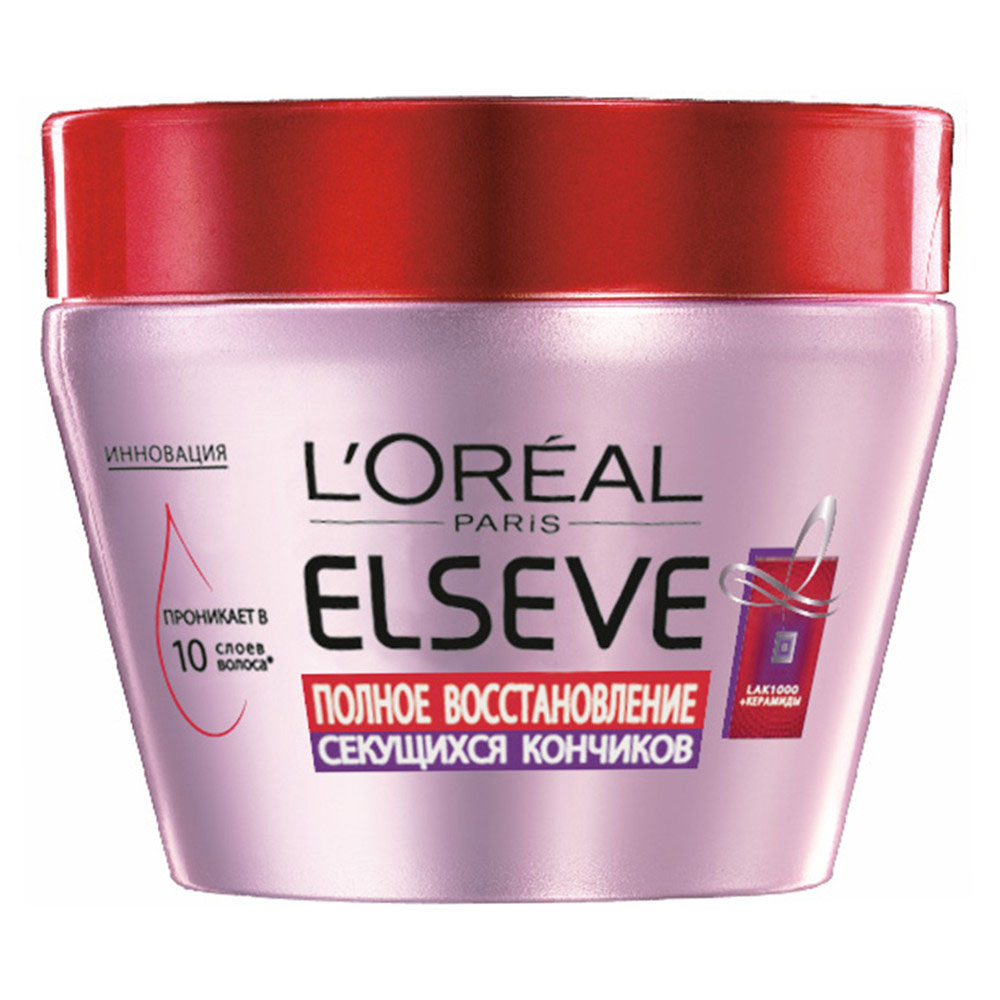 ИННОВАЦИЯ
ПРОНИКАЕТ В
10 слоев
волоса*
L'ORÉAL
PARIS
ELSEVE
ПОЛНОЕ ВОССТАНОВЛЕНИЕ
СЕКУЩИХСЯ КОНЧИКОВ
LAK1000
+КЕРАМИДЫ